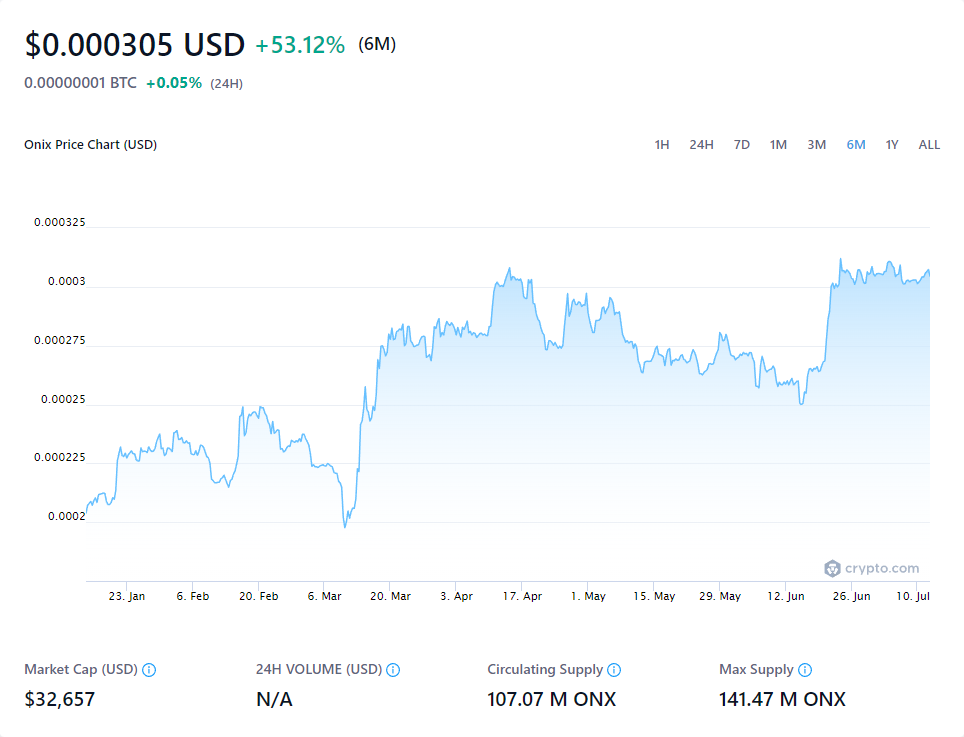 $0.000305 USD +53.12% (6M)
0.00000001 BTC +0.05% (24H)
Onix Price Chart (USD) 1H 24H 7D 1M 3M 6M 1Y ALL
0.000325
0.0003
0.000275
0.00025
0.000225
0.0002
crypto.com
23. Jan 6. Feb 20. Feb 6. Mar 20. Mar 3. Apr 17. Apr 1. May 15. May 29. May 12. Jun 26. Jun 10. Jul
Market Cap (USD) 24H VOLUME (USD) Circulating Supply Max Supply
$32,657 N/A 107.07 M ONX 141.47 M ONX